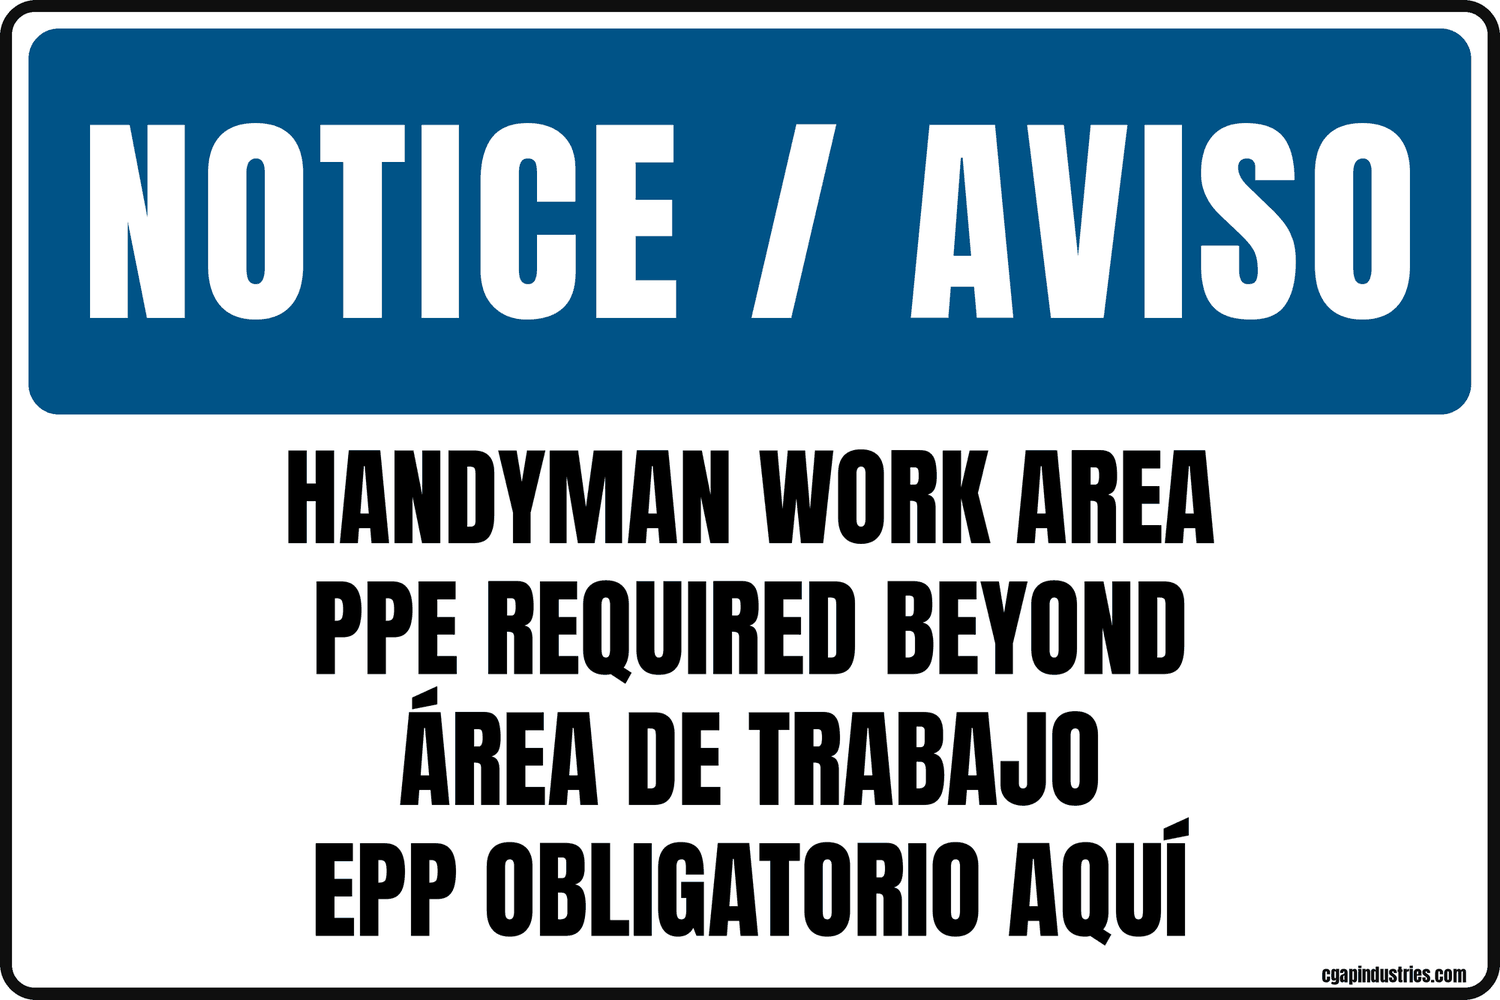 NOTICE / AVISO
HANDYMAN WORK AREA
PPE REQUIRED BEYOND
ÁREA DE TRABAJO
EPP OBLIGATORIO AQUÍ
cgapindustries.com